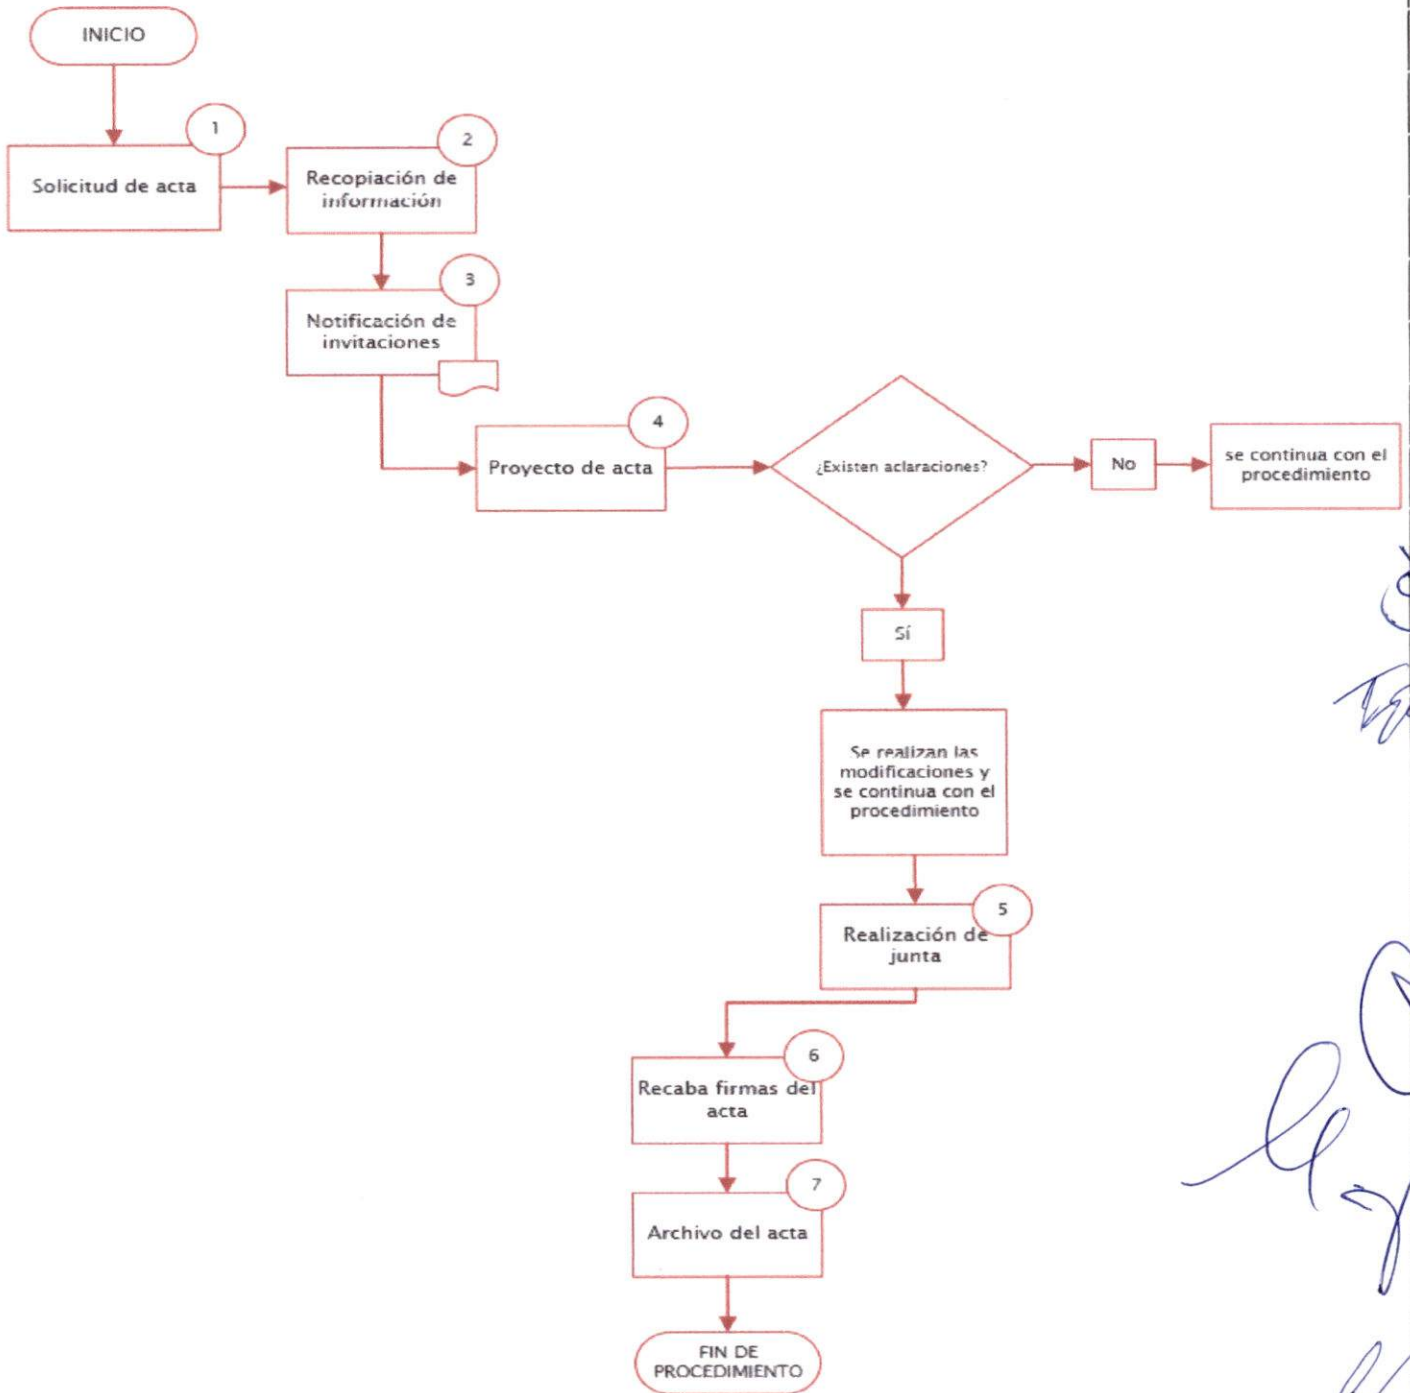 INICIO
1
Solicitud de acta
2
Recopiación de
información
3
Notificación de
invitaciones
4
Proyecto de acta
¿Existen aclaraciones?
No
se continua con el
procedimiento
Sí
Se realizan las
modificaciones y
se continua con el
procedimiento
5
Realización de
junta
6
Recaba firmas del
acta
7
Archivo del acta
FIN DE
PROCEDIMIENTO